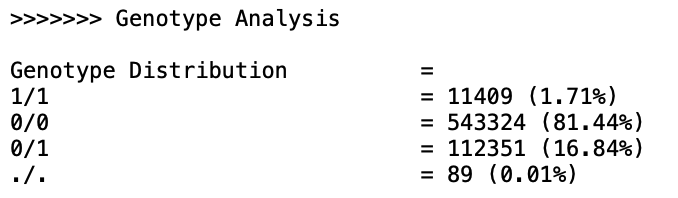 >>>>>>> Genotype Analysis
Genotype Distribution =
1/1 = 11409 (1.71%)
0/0 = 543324 (81.44%)
0/1 = 112351 (16.84%)
./. = 89 (0.01%)